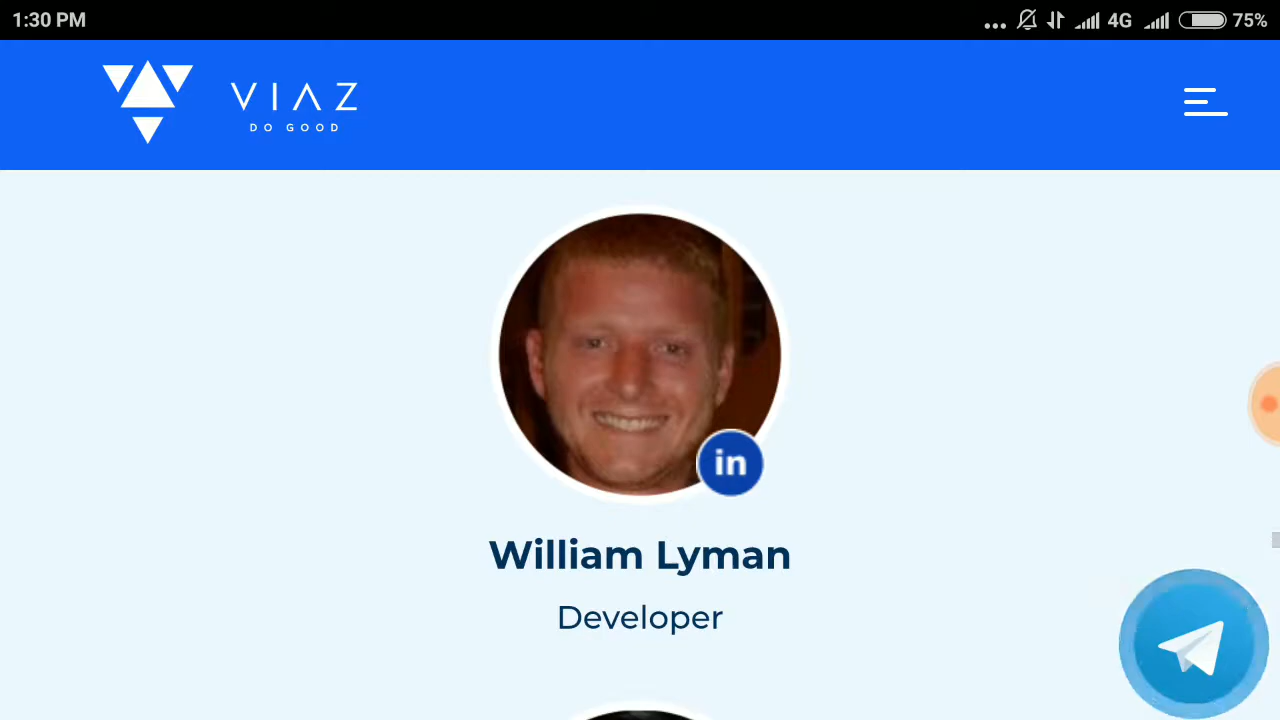 1:30 PM
... 4G 75%
VIAZ
DO GOOD
in
William Lyman
Developer